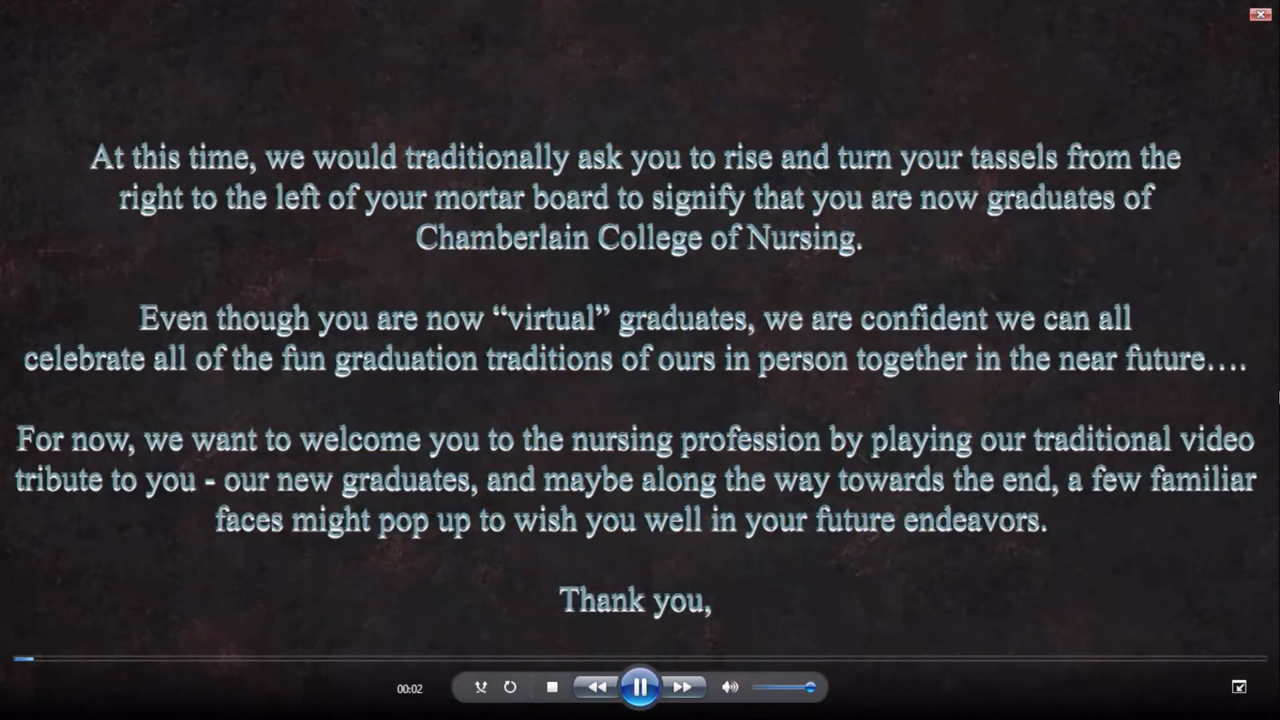 At this time, we would traditionally ask you to rise and turn your tassels from the
right to the left of your mortar board to signify that you are now graduates of
Chamberlain College of Nursing.
Even though you are now “virtual” graduates, we are confident we can all
celebrate all of the fun graduation traditions of ours in person together in the near future….
For now, we want to welcome you to the nursing profession by playing our traditional video
tribute to you - our new graduates, and maybe along the way towards the end, a few familiar
faces might pop up to wish you well in your future endeavors.
Thank you,
00:02